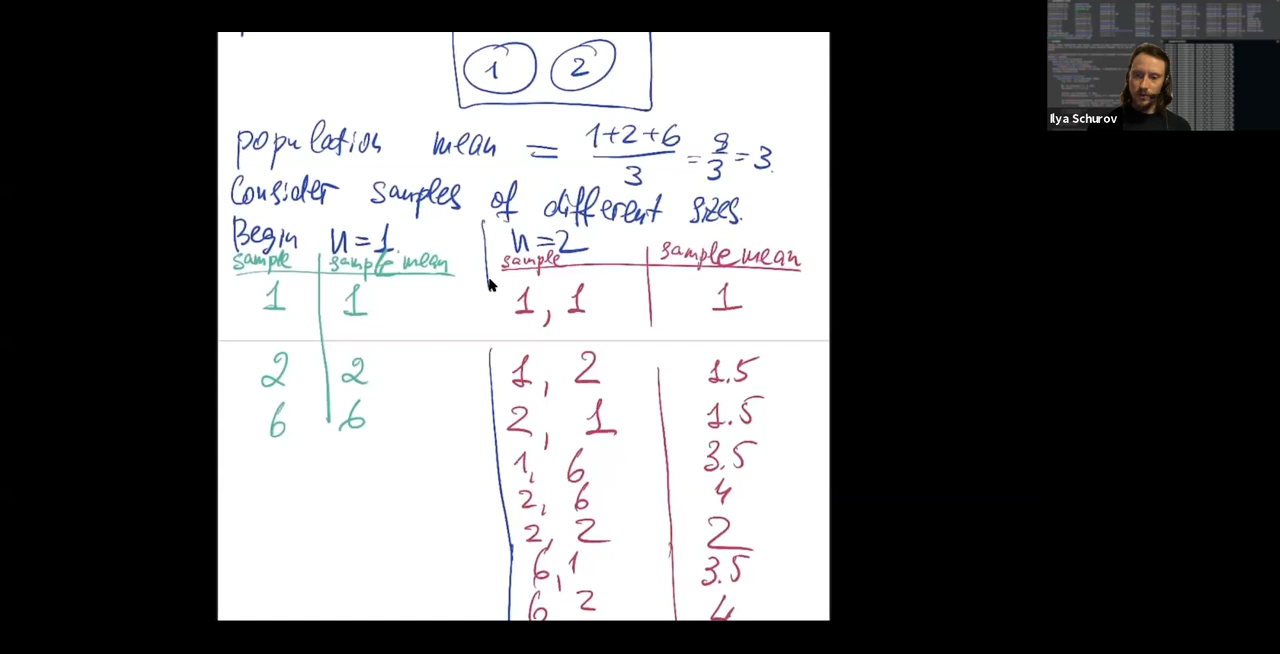 1 2
population mean = 1+2+6/3 = 9/3 = 3.
Consider samples of different sizes.
Begin n=1.
sample sample mean
1 1
2 2
6 6
n=2
sample sample mean
1, 1 1
1, 2 1.5
2, 1 1.5
1, 6 3.5
2, 6 4
2, 2 2
6, 1 3.5
6 2 4
Ilya Schurov